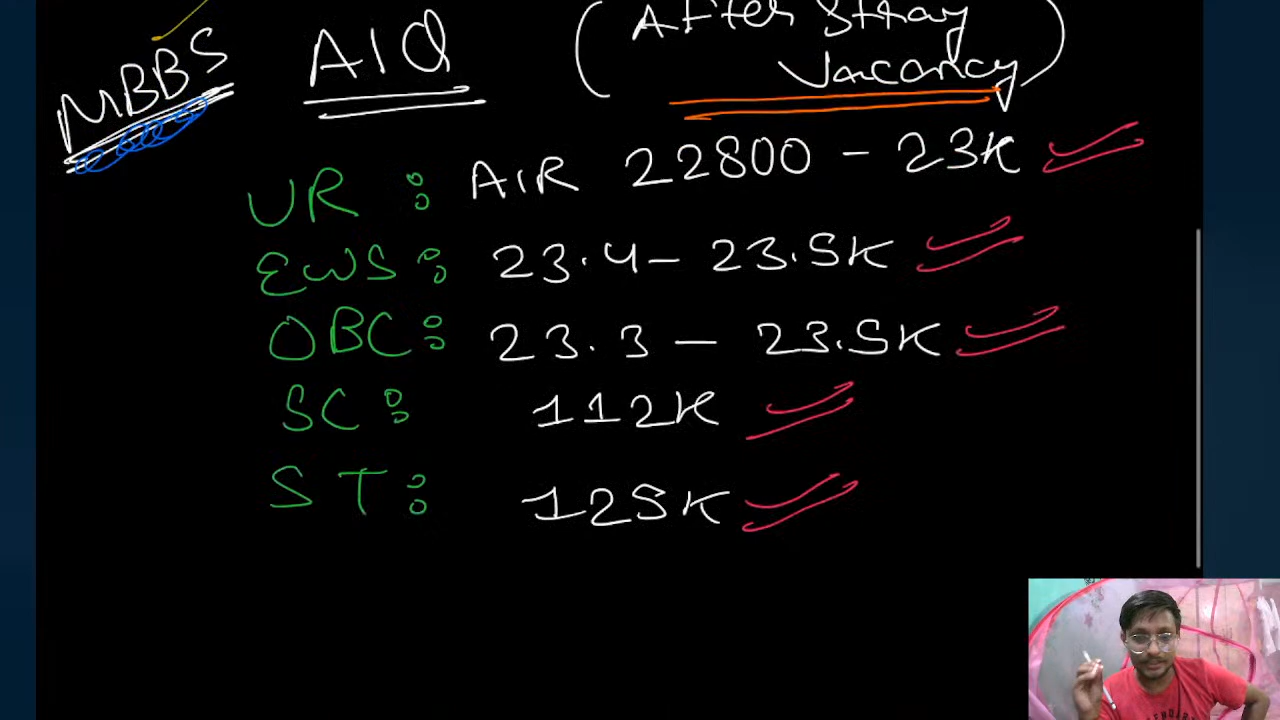 MBBS AIQ (After Stray
Vacancy)
UR : AIR 22800 - 23K
EWS : 23.4 - 23.5K
OBC : 23.3 - 23.5K
SC : 112K
ST : 125K